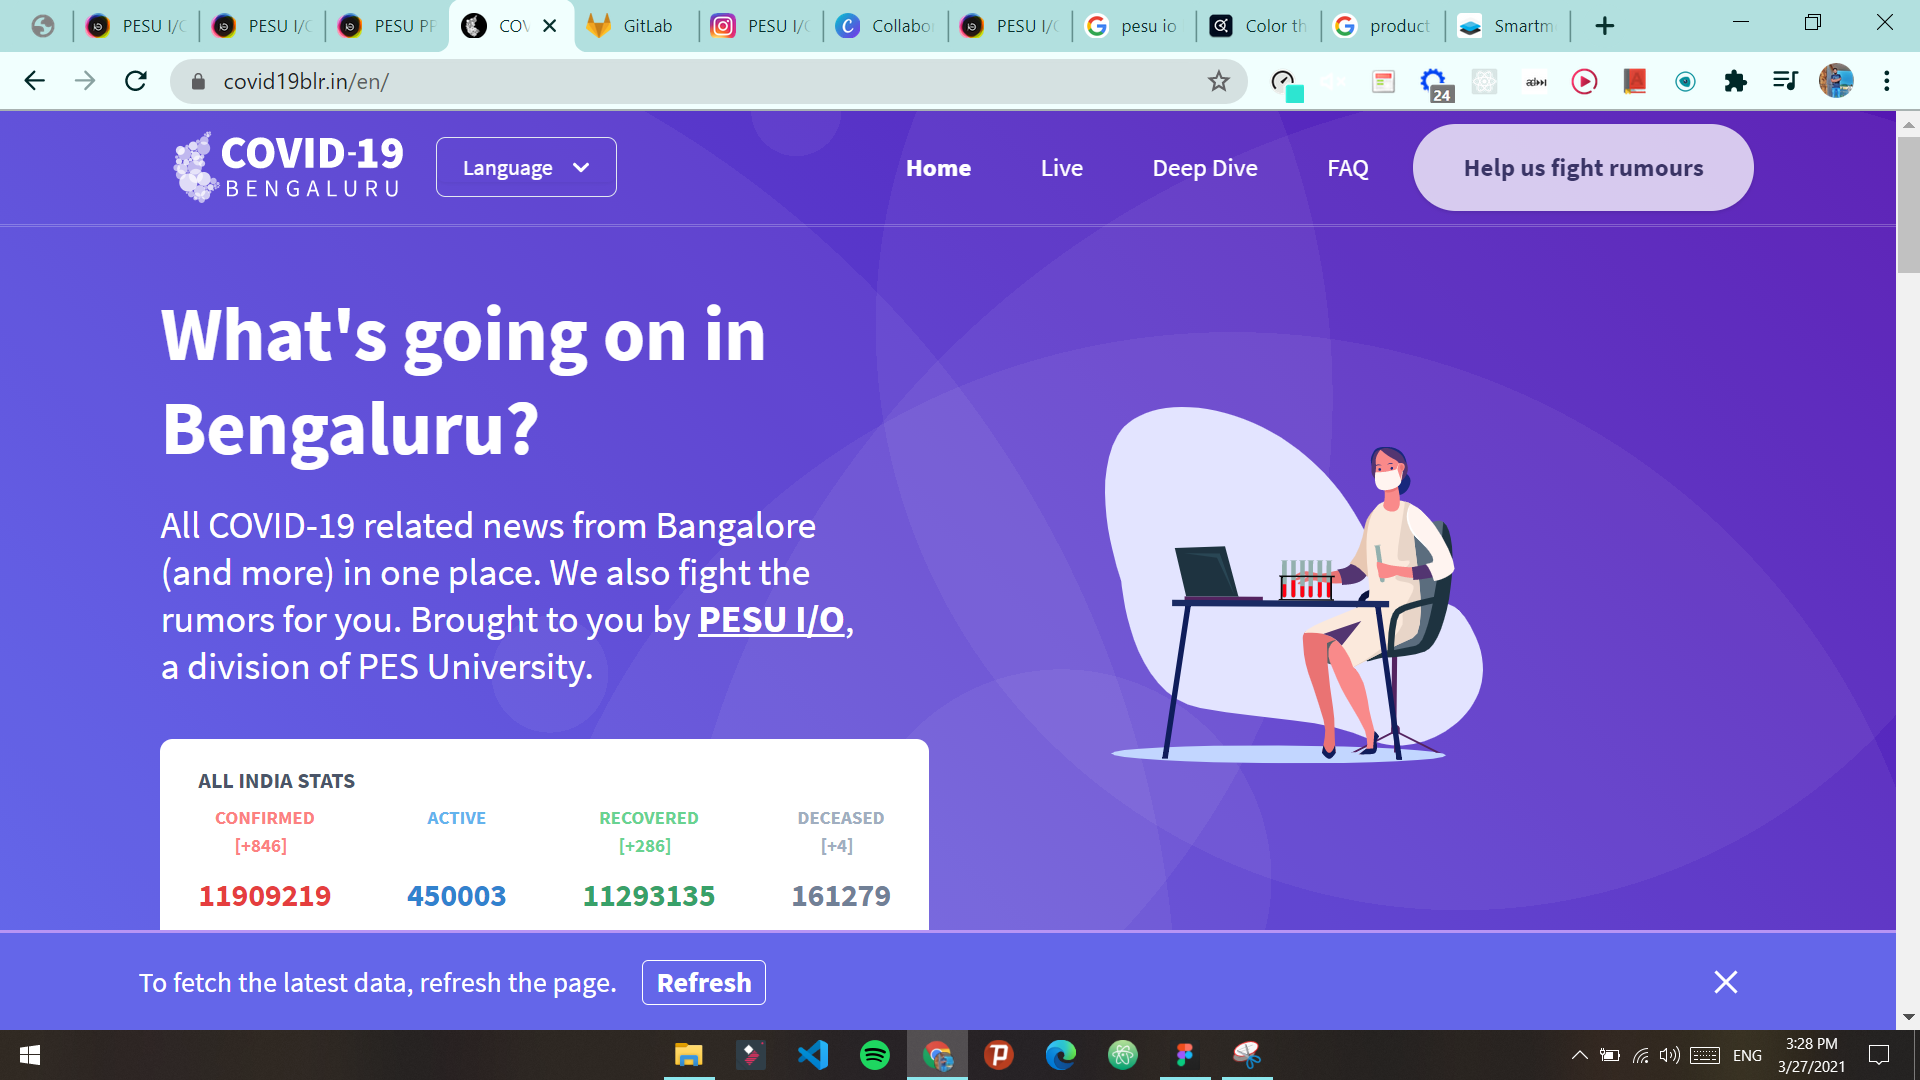 PESU I/O
PESU I/O
PESU PR
COV
GitLab
PESU I/O
Collabor
PESU I/O
pesu io
Color th
product
Smartm
covid19blr.in/en/
24
COVID-19
BENGALURU
Language
Home
Live
Deep Dive
FAQ
Help us fight rumours
What's going on in
Bengaluru?
All COVID-19 related news from Bangalore
(and more) in one place. We also fight the
rumors for you. Brought to you by PESU I/O,
a division of PES University.
ALL INDIA STATS
CONFIRMED ACTIVE RECOVERED DECEASED
[+846] [+286] [+4]
11909219 450003 11293135 161279
To fetch the latest data, refresh the page. Refresh
ENG
3:28 PM
3/27/2021